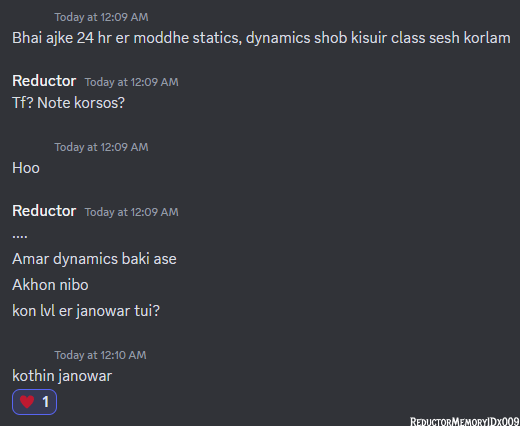 Today at 12:09 AM
Bhai ajke 24 hr er moddhe statics, dynamics shob kisuir class sesh korlam
Reductor Today at 12:09 AM
Tf? Note korsos?
Today at 12:09 AM
Hoo
Reductor Today at 12:09 AM
....
Amar dynamics baki ase
Akhon nibo
kon lvl er janowar tui?
Today at 12:10 AM
kothin janowar
1
ReductorMemoryIDx009